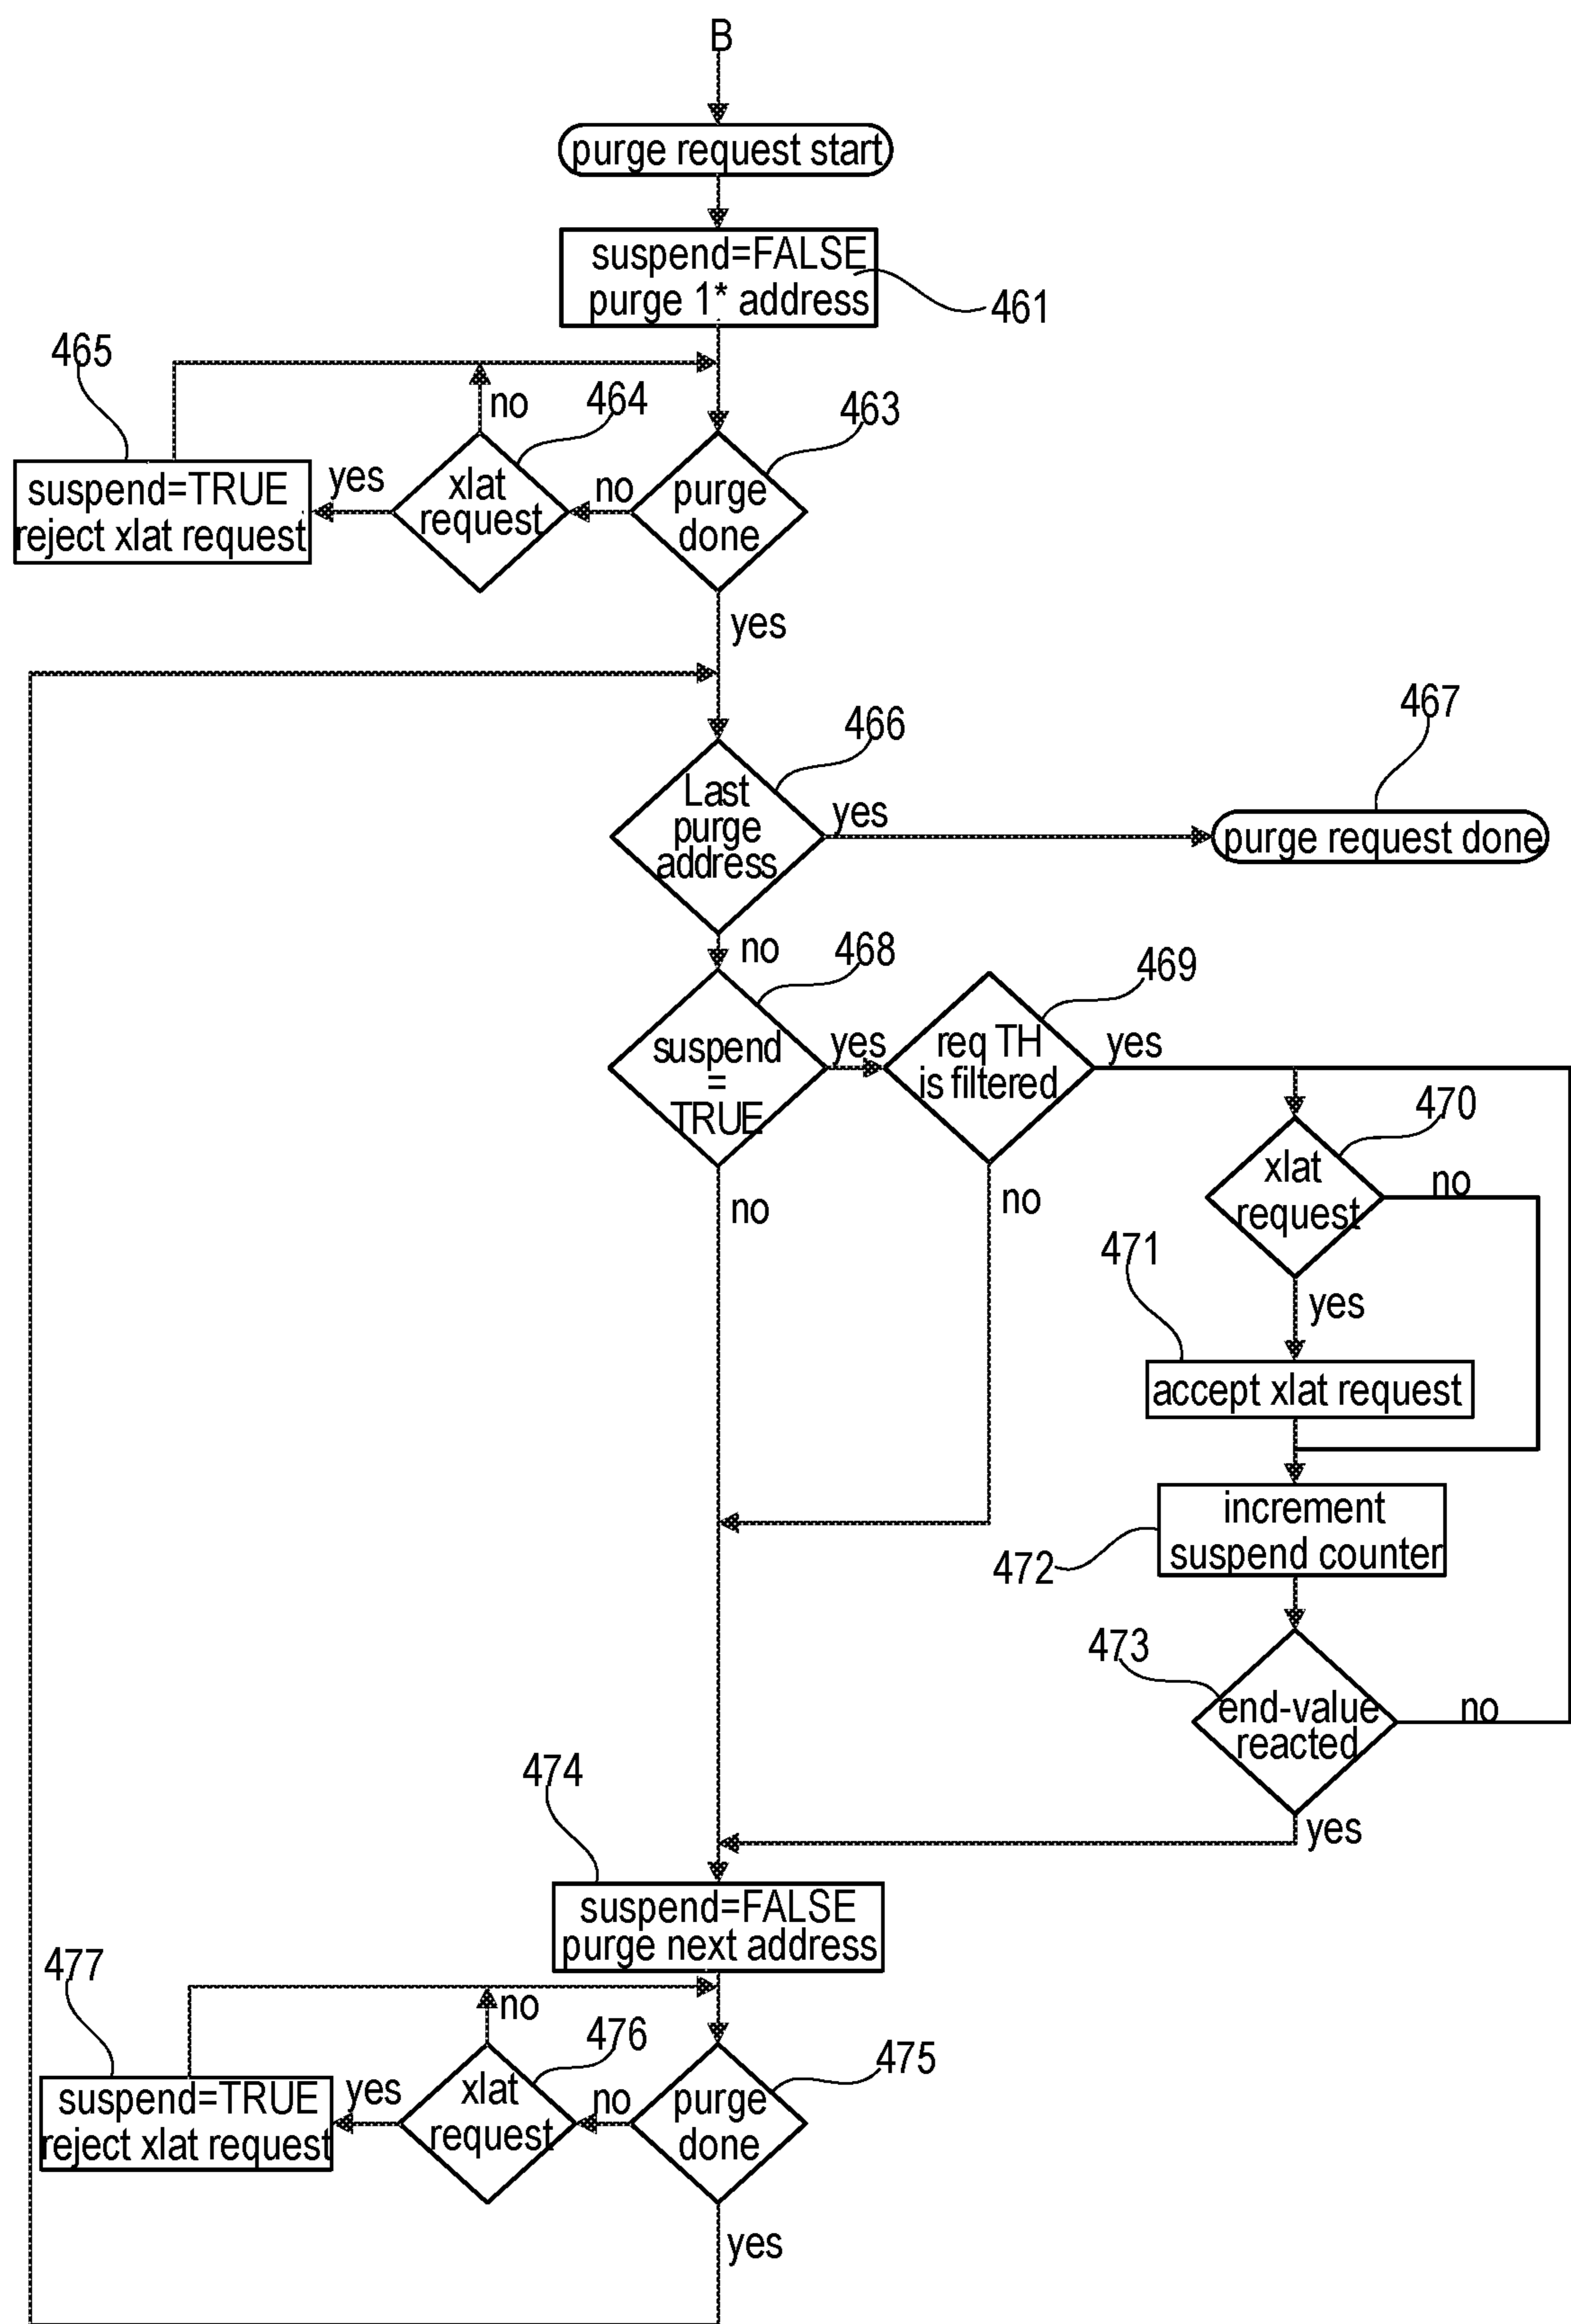 B
purge request start
suspend=FALSE
purge 1* address
461
465
464
463
no
suspend=TRUE
reject xlat request
yes
xlat
request
no
purge
done
yes
466
467
Last
purge
address
yes
purge request done
no
468
469
suspend
=
TRUE
yes
req TH
is filtered
yes
470
xlat
request
no
no
no
471
yes
accept xlat request
increment
suspend counter
472
473
end-value
reacted
no
yes
474
suspend=FALSE
purge next address
477
no
476
475
suspend=TRUE
reject xlat request
yes
xlat
request
no
purge
done
yes